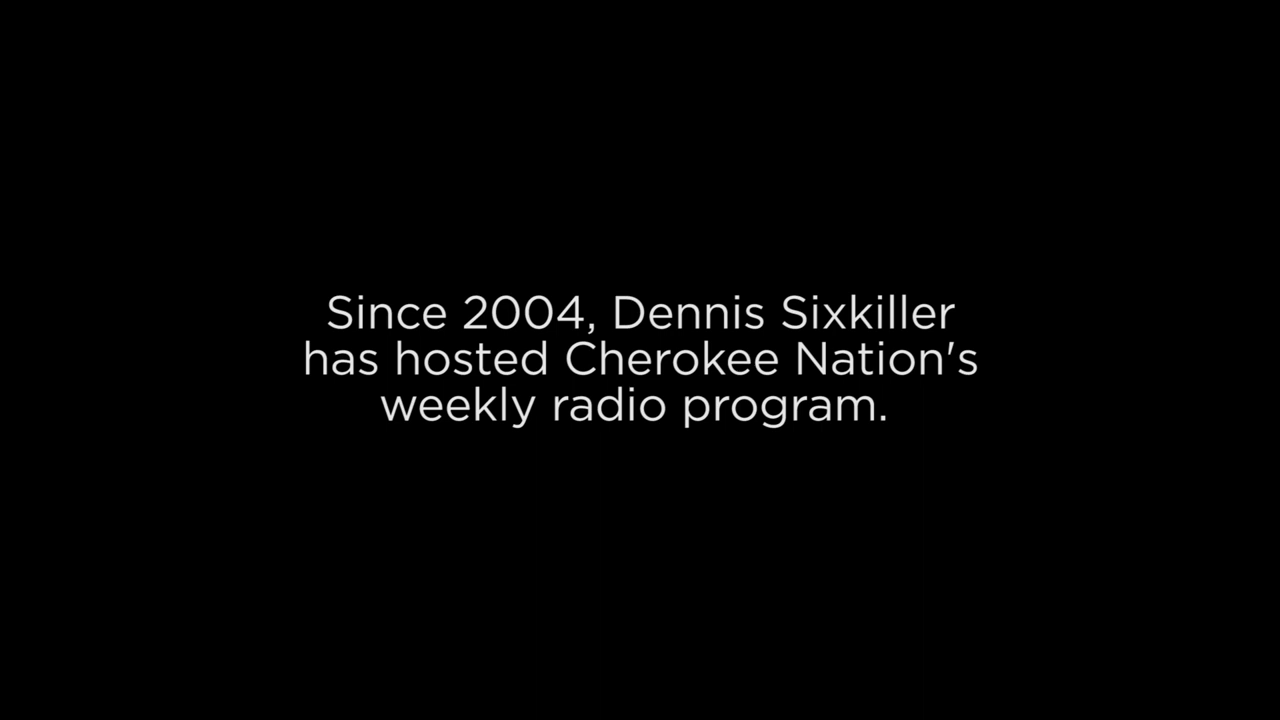 Since 2004, Dennis Sixkiller
has hosted Cherokee Nation's
weekly radio program.